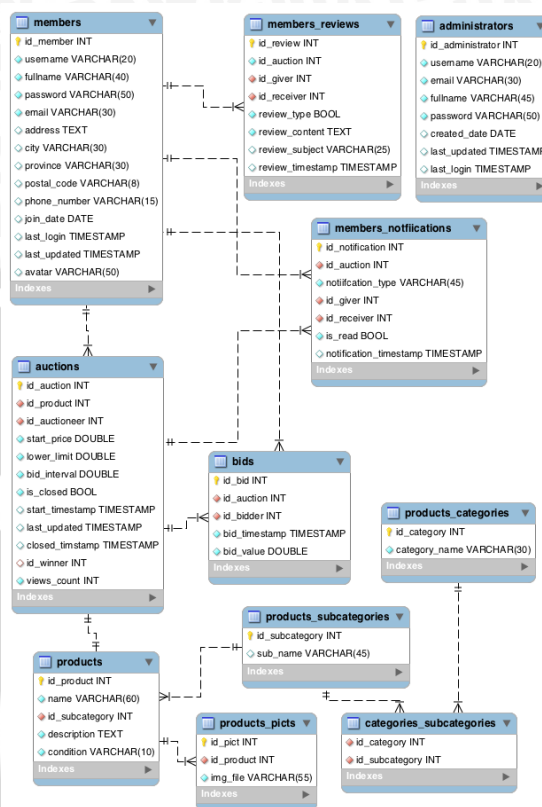 members
id_member INT
username VARCHAR(20)
fullname VARCHAR(40)
password VARCHAR(50)
email VARCHAR(30)
address TEXT
city VARCHAR(30)
province VARCHAR(30)
postal_code VARCHAR(8)
phone_number VARCHAR(15)
join_date DATE
last_login TIMESTAMP
last_updated TIMESTAMP
avatar VARCHAR(50)
Indexes
members_reviews
id_review INT
id_auction INT
id_giver INT
id_receiver INT
review_type BOOL
review_content TEXT
review_subject VARCHAR(25)
review_timestamp TIMESTAMP
Indexes
administrators
id_administrator INT
username VARCHAR(20)
email VARCHAR(30)
fullname VARCHAR(45)
password VARCHAR(50)
created_date DATE
last_updated TIMESTAMP
last_login TIMESTAMP
Indexes
members_notfiications
id_notification INT
id_auction INT
notiifcation_type VARCHAR(45)
id_giver INT
id_receiver INT
is_read BOOL
notification_timestamp TIMESTAMP
Indexes
auctions
id_auction INT
id_product INT
id_auctioneer INT
start_price DOUBLE
lower_limit DOUBLE
bid_interval DOUBLE
is_closed BOOL
start_timestamp TIMESTAMP
last_updated TIMESTAMP
closed_timstamp TIMESTAMP
id_winner INT
views_count INT
Indexes
bids
id_bid INT
id_auction INT
id_bidder INT
bid_timestamp TIMESTAMP
bid_value DOUBLE
Indexes
products_categories
id_category INT
category_name VARCHAR(30)
Indexes
products_subcategories
id_subcategory INT
sub_name VARCHAR(45)
Indexes
products
id_product INT
name VARCHAR(60)
id_subcategory INT
description TEXT
condition VARCHAR(10)
Indexes
products_picts
id_pict INT
id_product INT
img_file VARCHAR(55)
Indexes
categories_subcategories
id_category INT
id_subcategory INT
Indexes